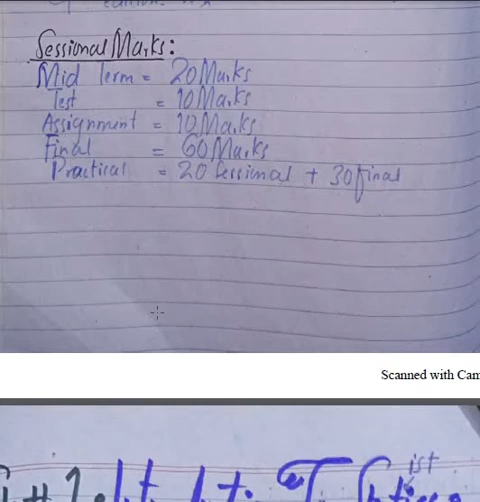 Sessional Marks:
Mid Term = 20 Marks
Test = 10 Marks
Assignment = 10 Marks
Final = 60 Marks
Practical = 20 Sessional + 30 final
Scanned with Cam
ist